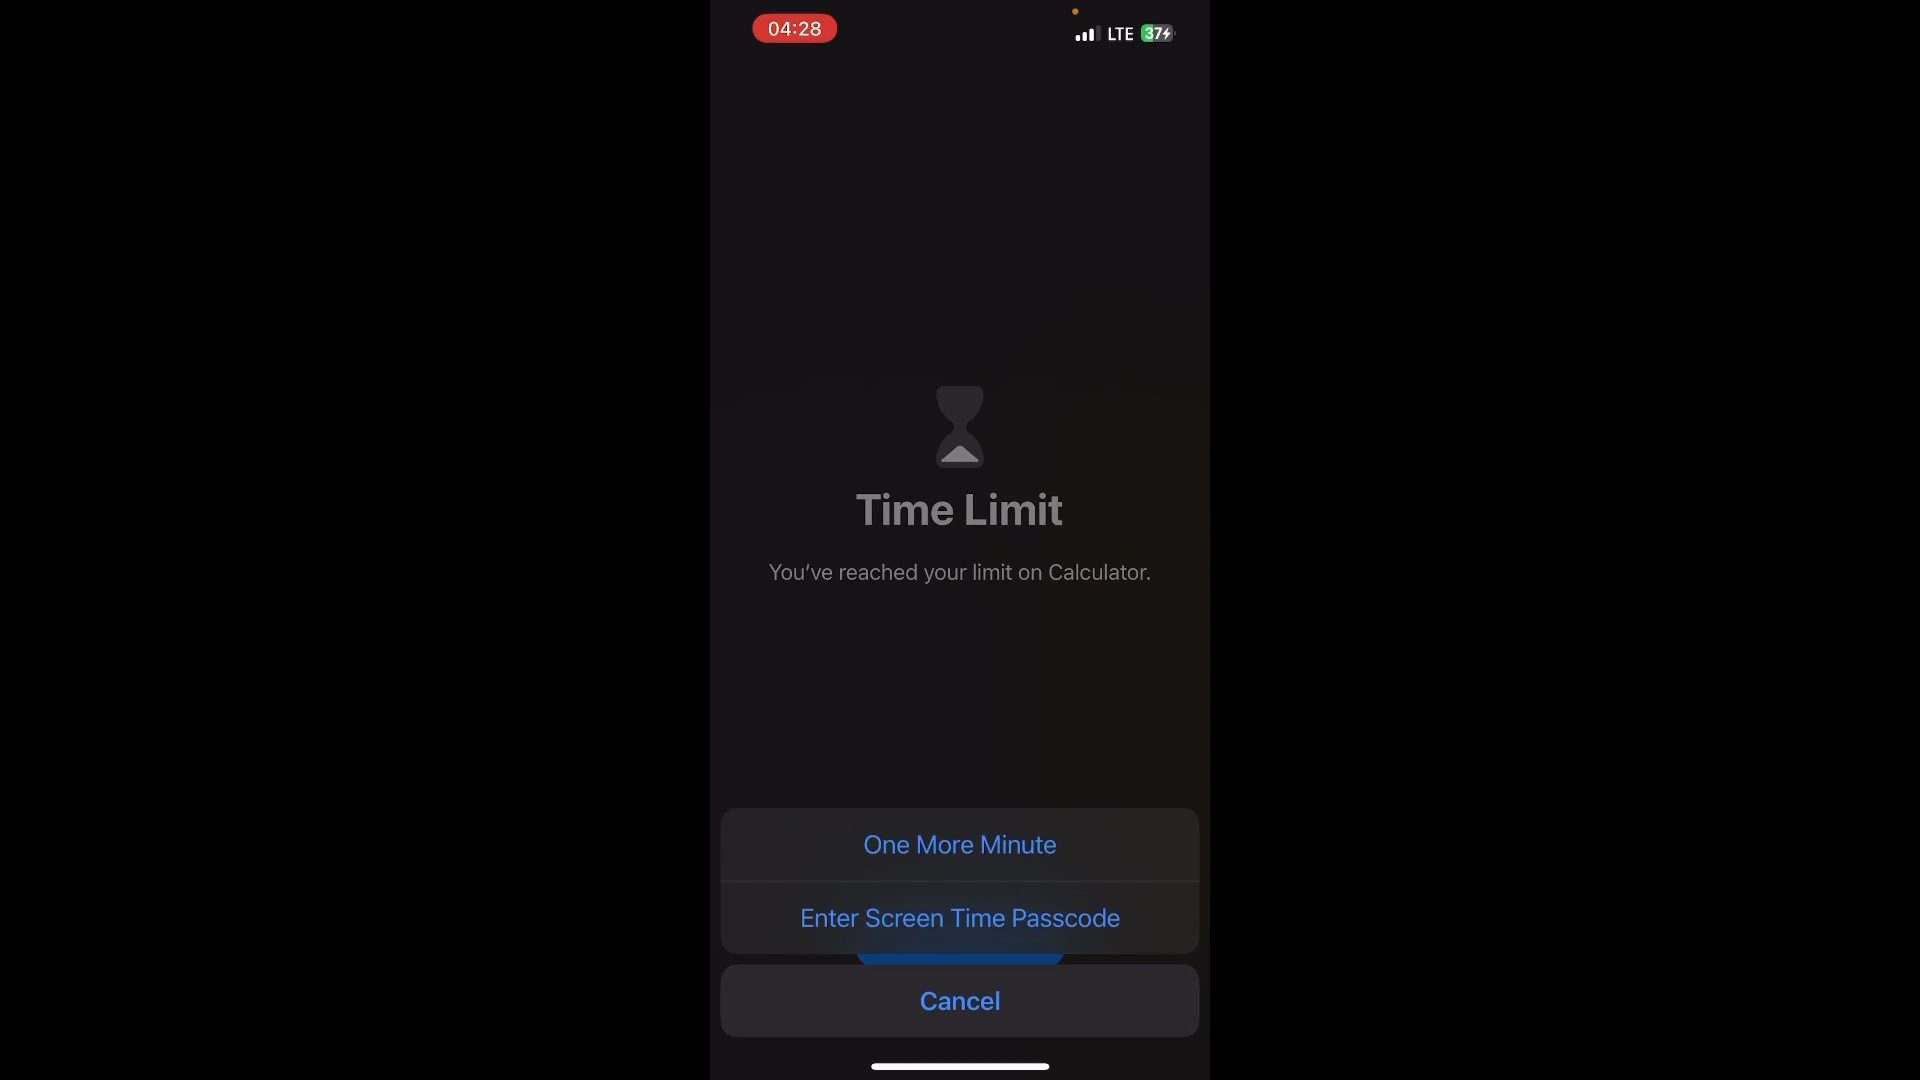 04:28
LTE 37
Time Limit
You've reached your limit on Calculator.
One More Minute
Enter Screen Time Passcode
Cancel